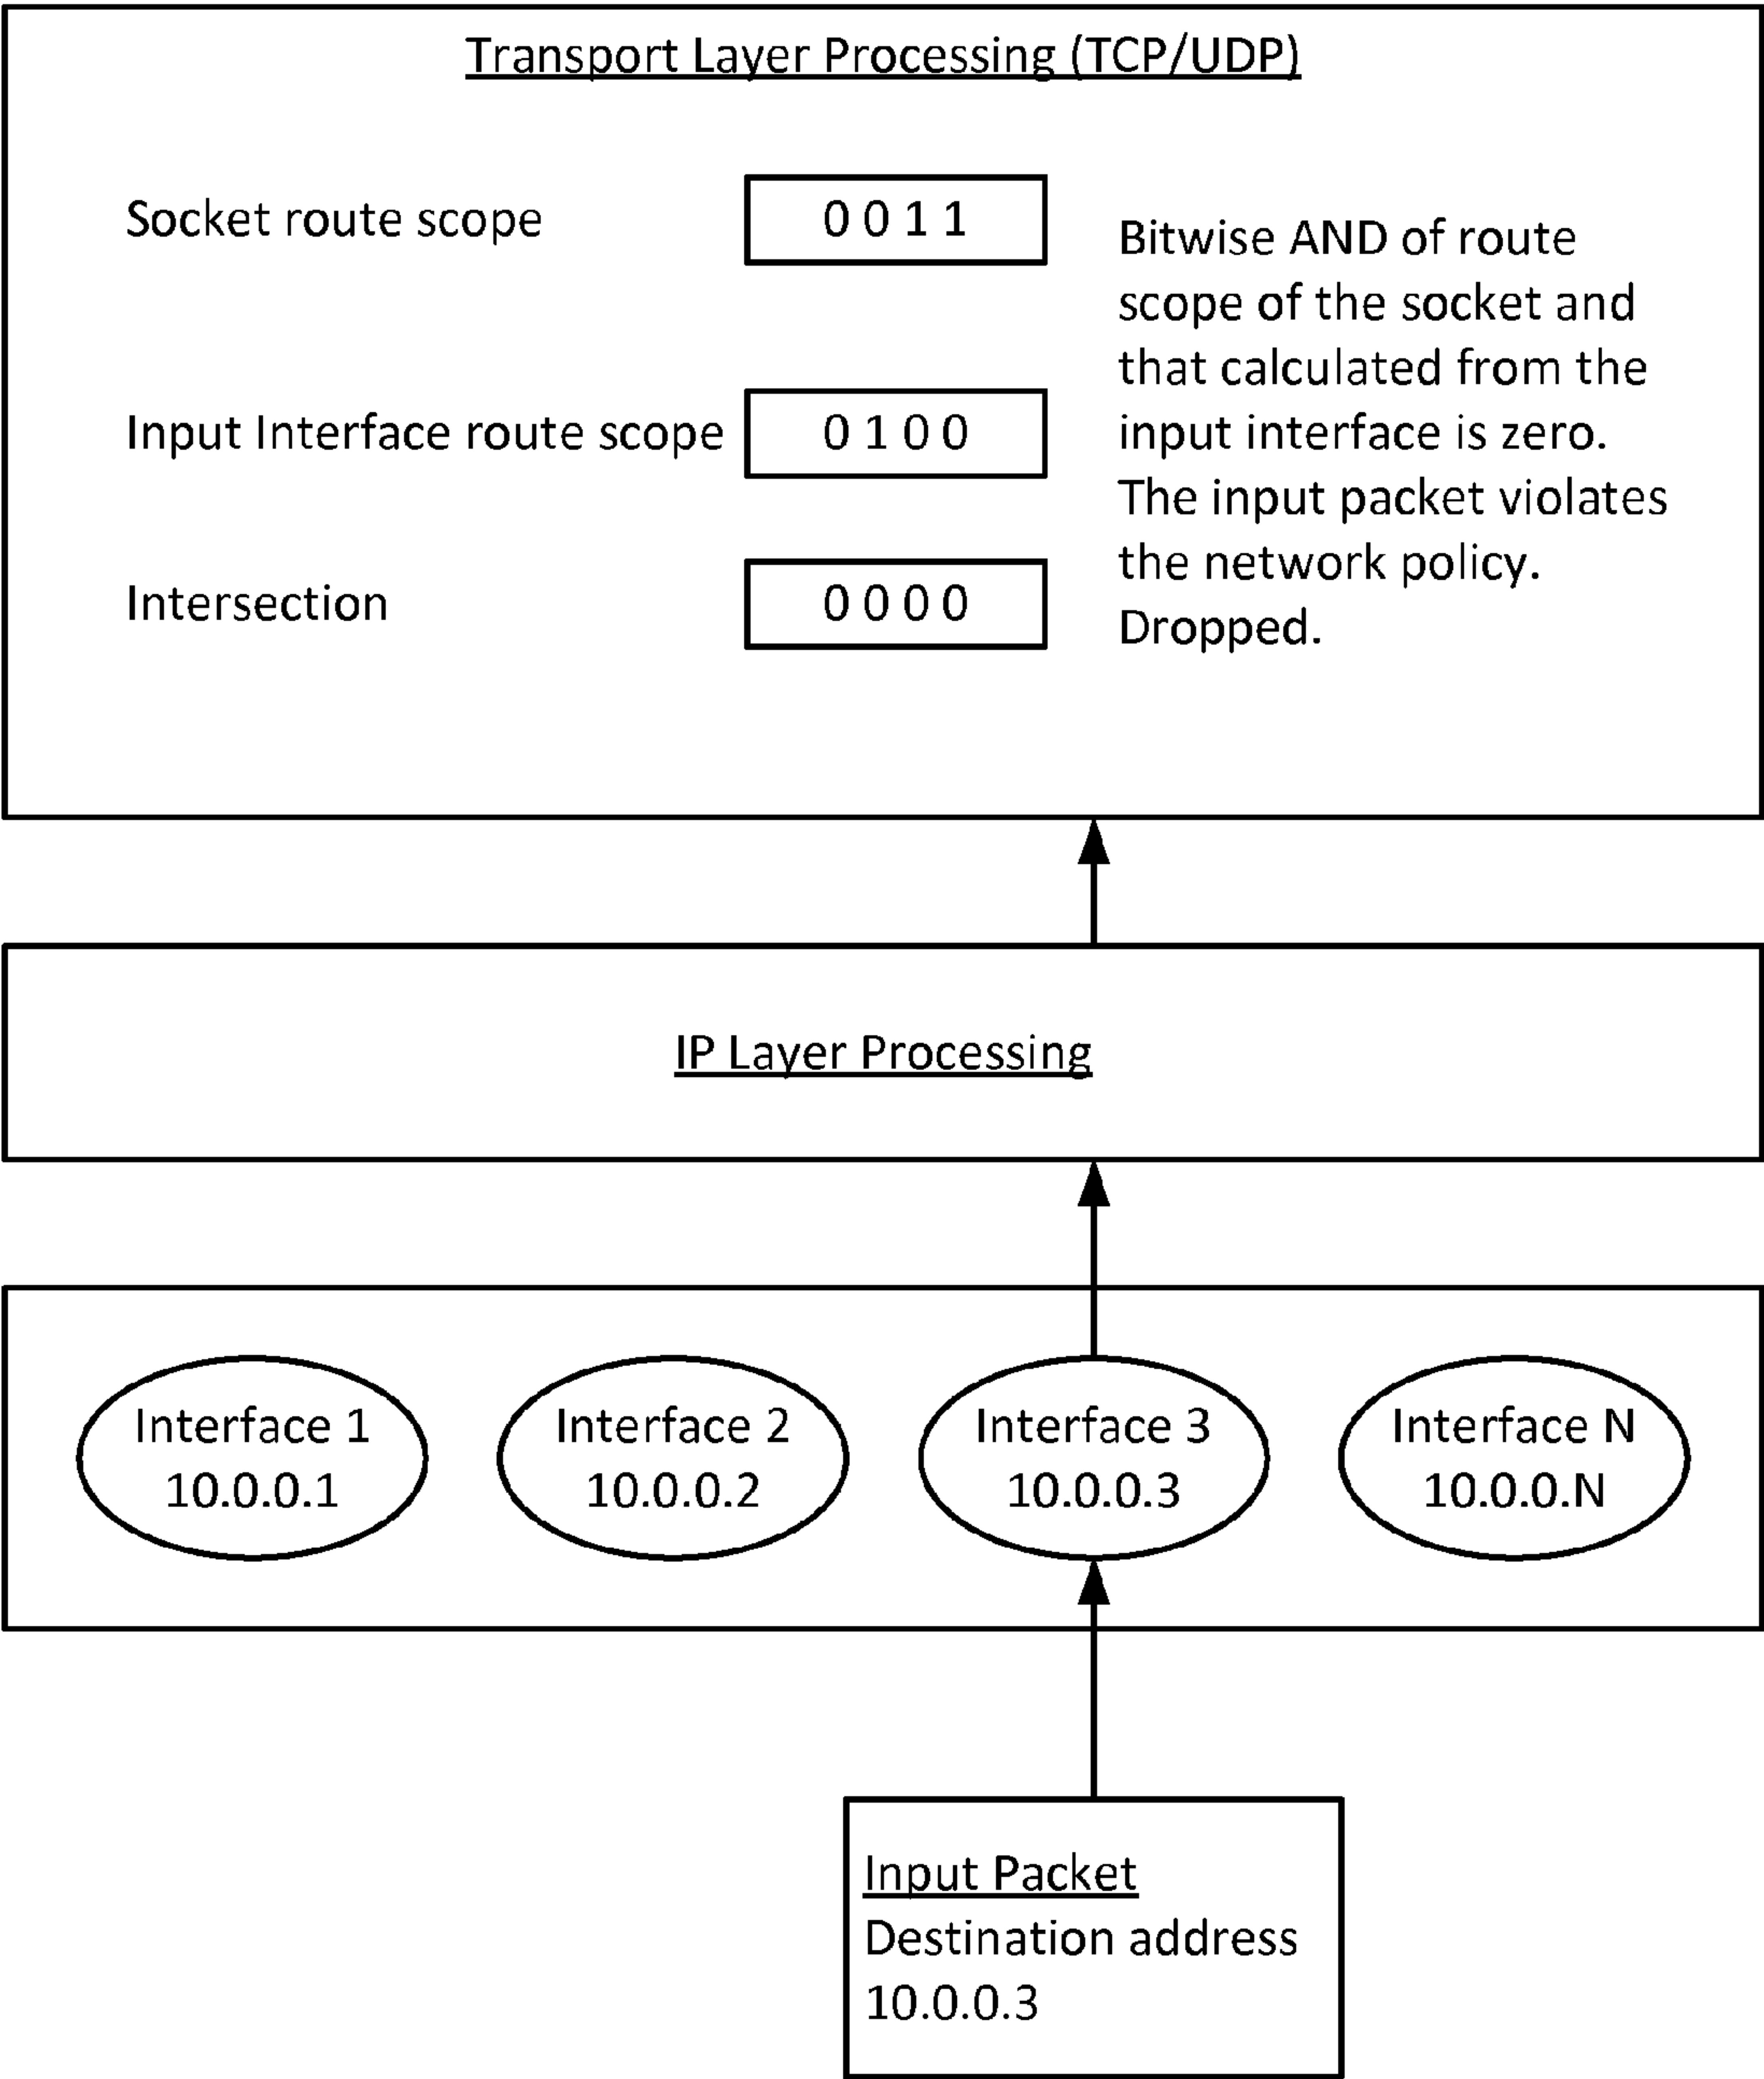 Transport Layer Processing (TCP/UDP)
Socket route scope
0 0 1 1
Input Interface route scope
0 1 0 0
Intersection
0 0 0 0
Bitwise AND of route
scope of the socket and
that calculated from the
input interface is zero.
The input packet violates
the network policy.
Dropped.
IP Layer Processing
Interface 1
10.0.0.1
Interface 2
10.0.0.2
Interface 3
10.0.0.3
Interface N
10.0.0.N
Input Packet
Destination address
10.0.0.3